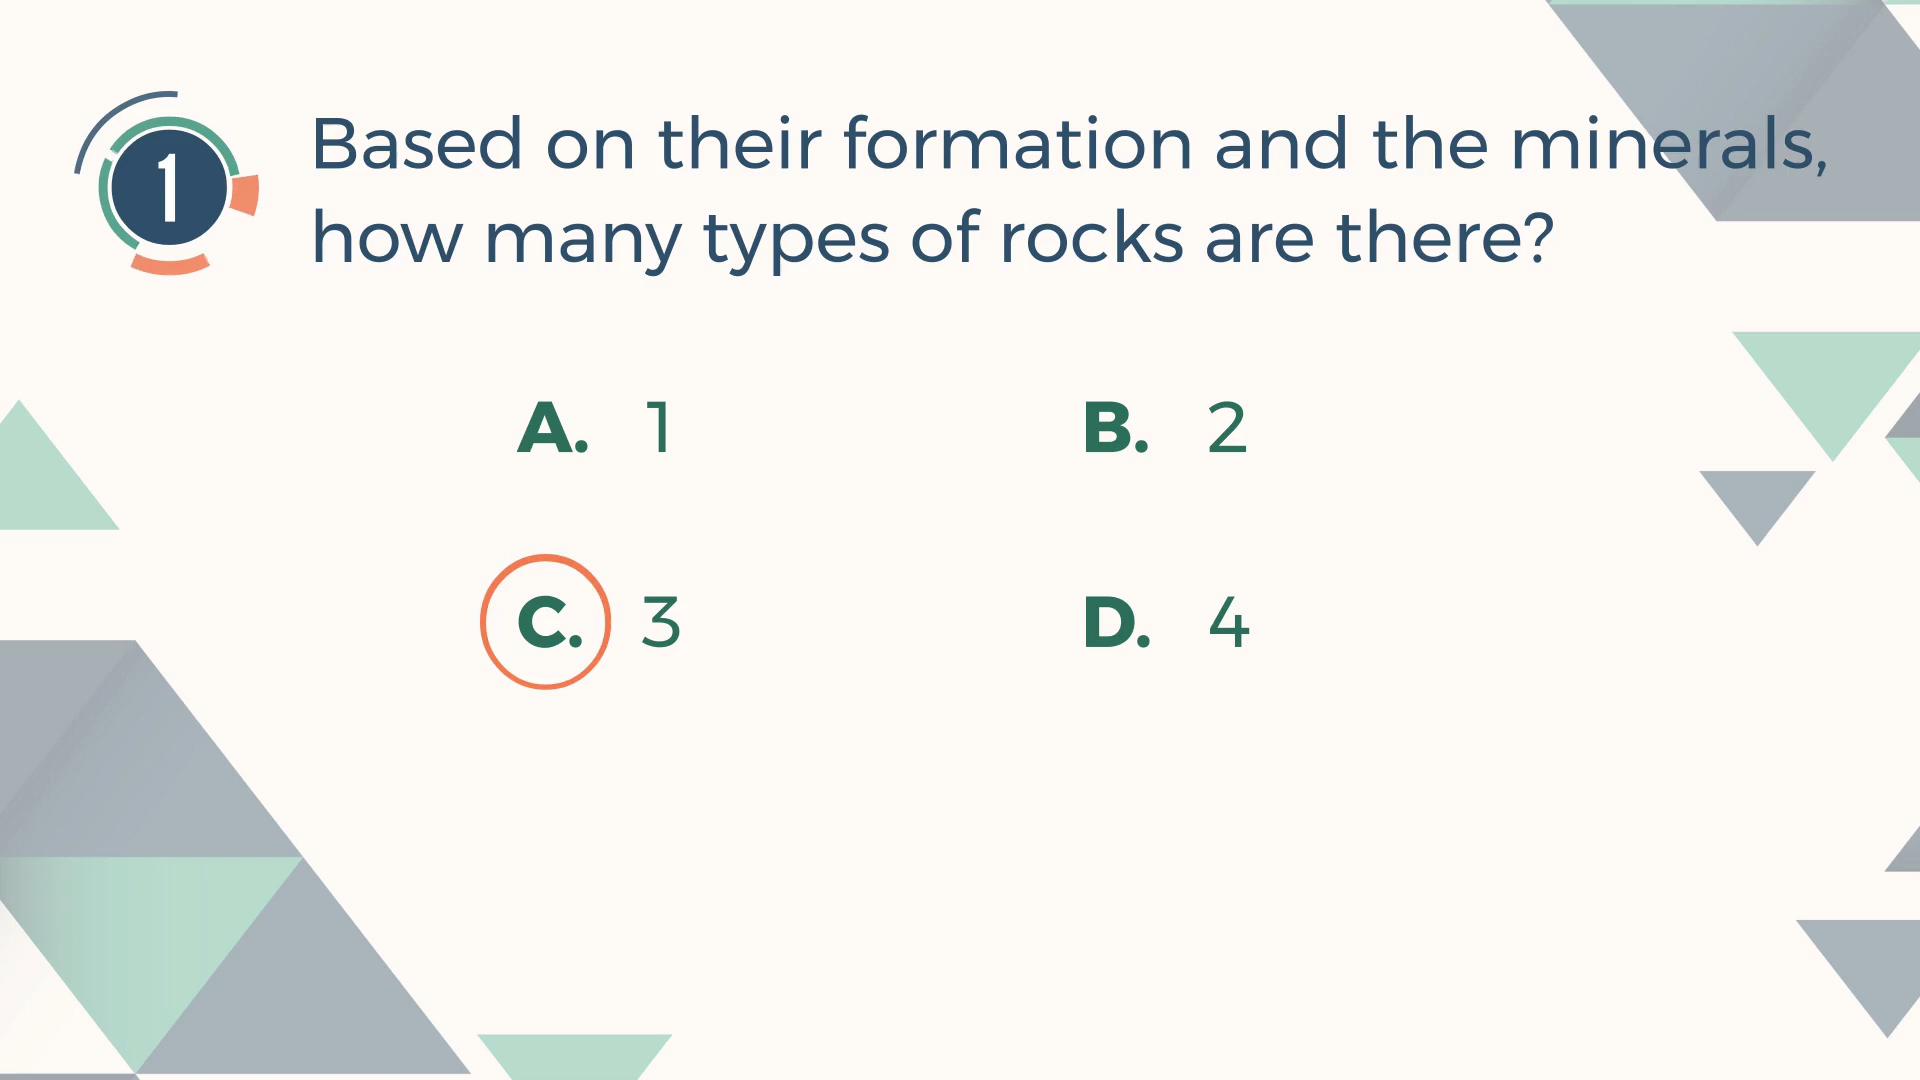 1
Based on their formation and the minerals,
how many types of rocks are there?
A. 1
B. 2
C. 3
D. 4